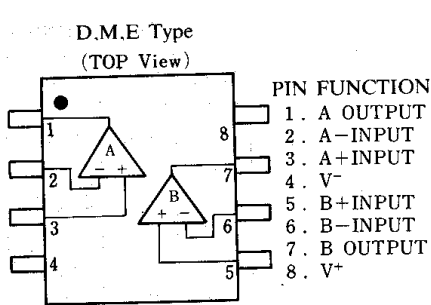 D.M.E Type
(TOP View)
PIN FUNCTION
1. A OUTPUT
2. A-INPUT
3. A+INPUT
4. V⁻
5. B+INPUT
6. B-INPUT
7. B OUTPUT
8. V⁺
1
8
A
- +
2
7
B
+ -
3
6
4
5